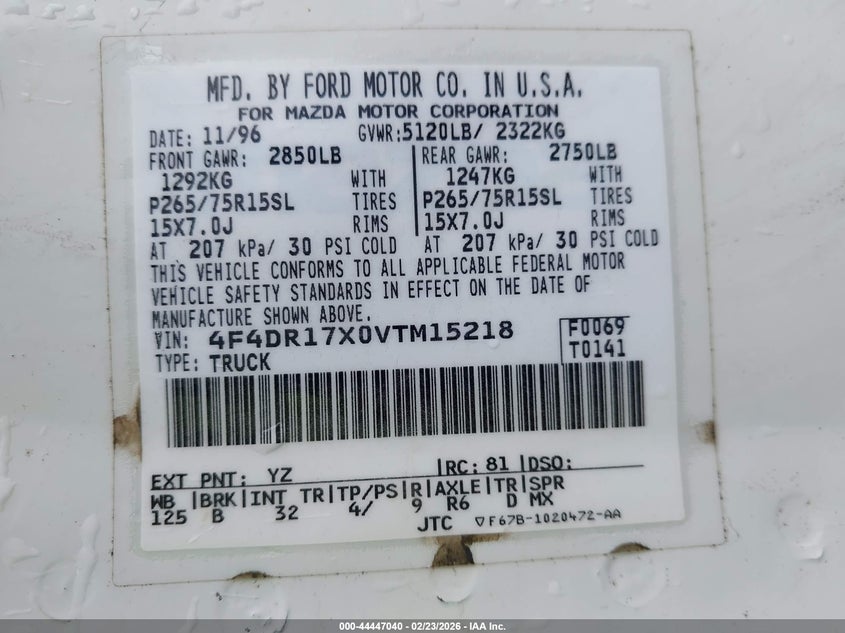 MFD. BY FORD MOTOR CO. IN U.S.A.
FOR MAZDA MOTOR CORPORATION
DATE: 11/96 GVWR:5120LB/ 2322KG
FRONT GAWR: 2850LB REAR GAWR: 2750LB
1292KG WITH 1247KG WITH
P265/75R15SL TIRES P265/75R15SL TIRES
15X7.0J RIMS 15X7.0J RIMS
AT 207 kPa/ 30 PSI COLD AT 207 kPa/ 30 PSI COLD
THIS VEHICLE CONFORMS TO ALL APPLICABLE FEDERAL MOTOR
VEHICLE SAFETY STANDARDS IN EFFECT ON THE DATE OF
MANUFACTURE SHOWN ABOVE.
VIN: 4F4DR17X0VTM15218 F0069
TYPE: TRUCK T0141
EXT PNT: YZ |RC: 81 |DSO:
WB |BRK|INT TR|TP/PS|R|AXLE|TR|SPR
125 B 32 4/ 9 R6 D MX
JTC ▽F67B-1020472-AA
000-44447040 - 02/23/2026 - IAA Inc.